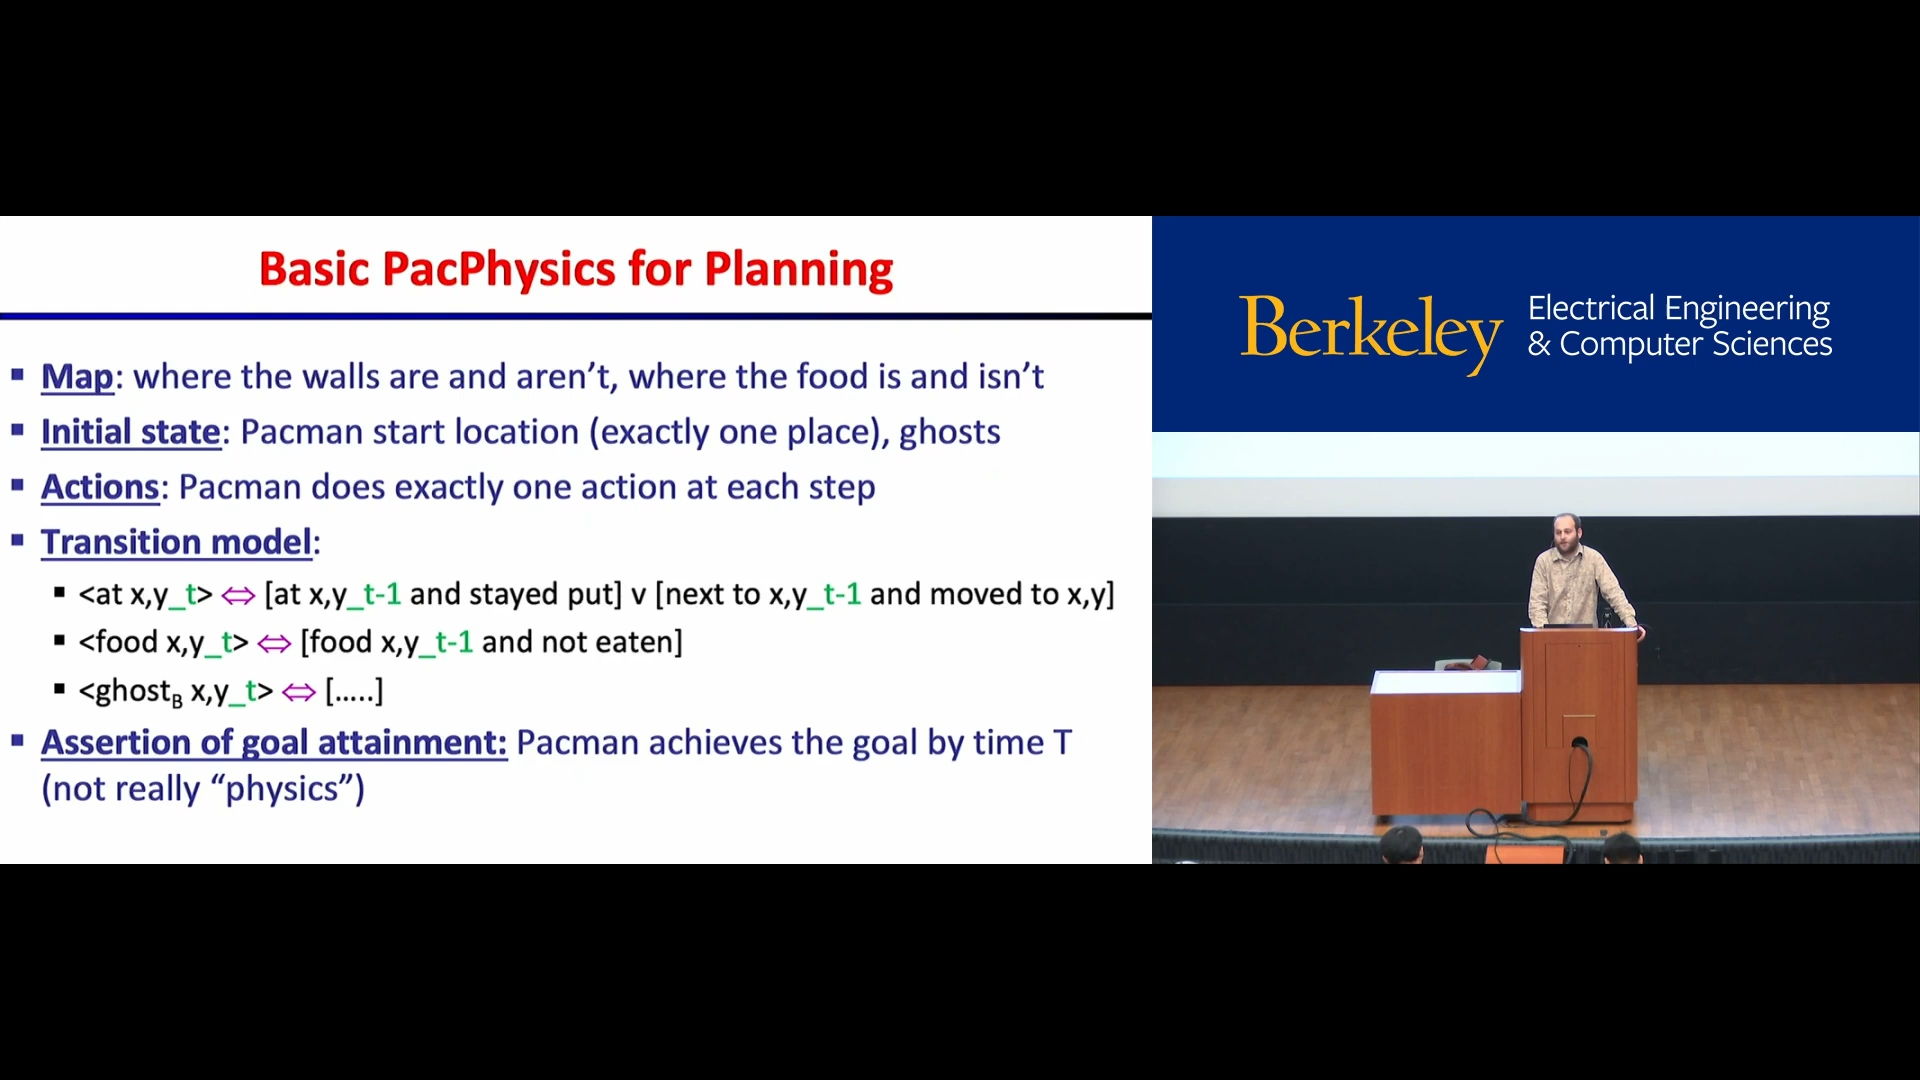 Basic PacPhysics for Planning
▪ Map: where the walls are and aren’t, where the food is and isn’t
▪ Initial state: Pacman start location (exactly one place), ghosts
▪ Actions: Pacman does exactly one action at each step
▪ Transition model:
▪ <at x,y_t> ⇔ [at x,y_t-1 and stayed put] v [next to x,y_t-1 and moved to x,y]
▪ <food x,y_t> ⇔ [food x,y_t-1 and not eaten]
▪ <ghost_B x,y_t> ⇔ [.....]
▪ Assertion of goal attainment: Pacman achieves the goal by time T
(not really “physics”)
Berkeley
Electrical Engineering
& Computer Sciences